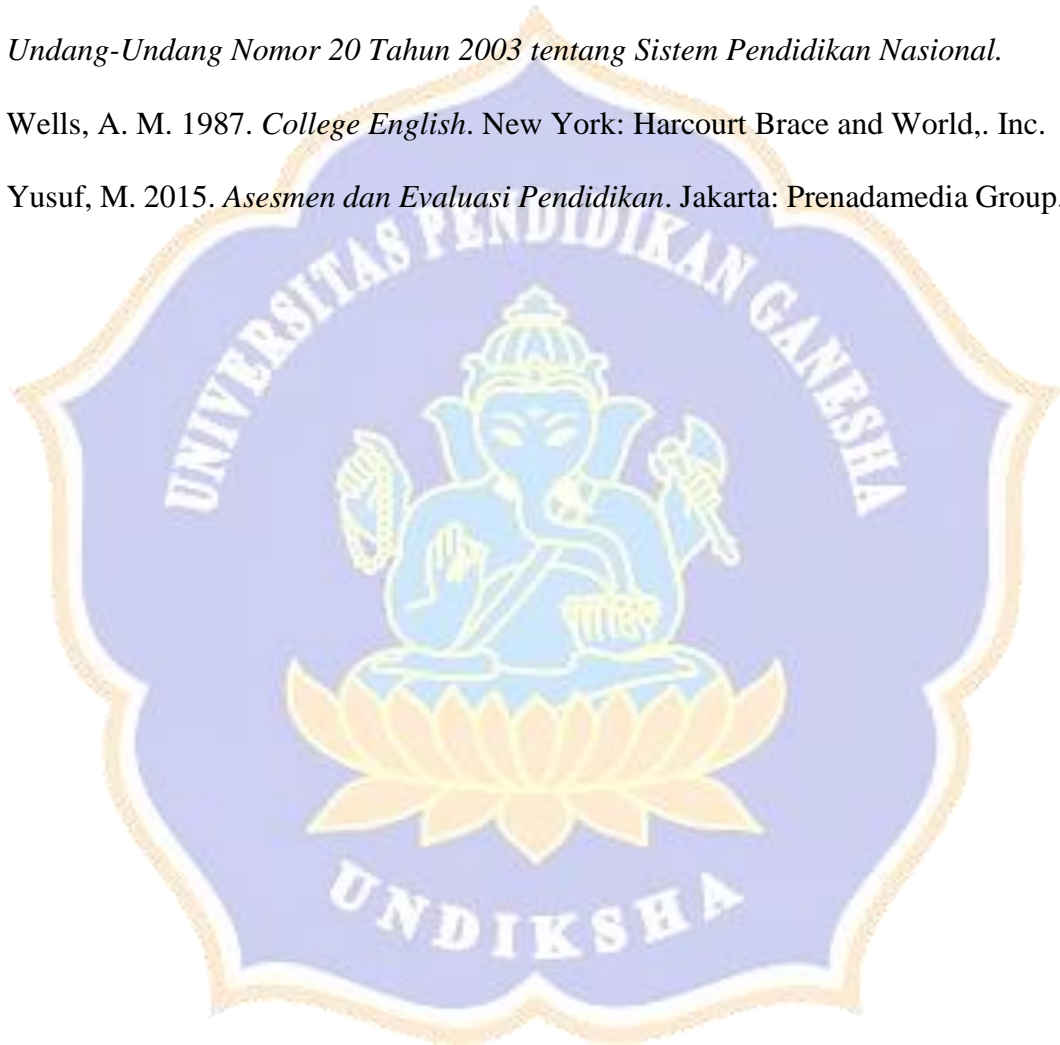 Undang-Undang Nomor 20 Tahun 2003 tentang Sistem Pendidikan Nasional.
Wells, A. M. 1987. College English. New York: Harcourt Brace and World,. Inc.
Yusuf, M. 2015. Asesmen dan Evaluasi Pendidikan. Jakarta: Prenadamedia Group.
UNIVERSITAS PENDIDIKAN GANESHA
UNDIKSHA